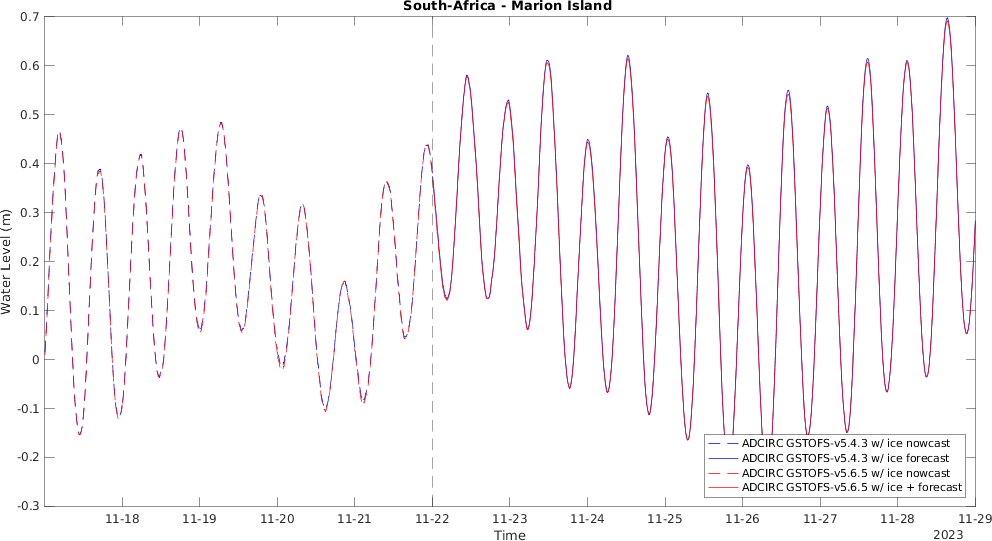 South-Africa - Marion Island
0.7
0.6
0.5
0.4
0.3
0.2
0.1
0
-0.1
-0.2
-0.3
Water Level (m)
ADCIRC GSTOFS-v5.4.3 w/ ice nowcast
ADCIRC GSTOFS-v5.4.3 w/ ice forecast
ADCIRC GSTOFS-v5.6.5 w/ ice nowcast
ADCIRC GSTOFS-v5.6.5 w/ ice + forecast
11-18 11-19 11-20 11-21 11-22 11-23 11-24 11-25 11-26 11-27 11-28 11-29
Time 2023